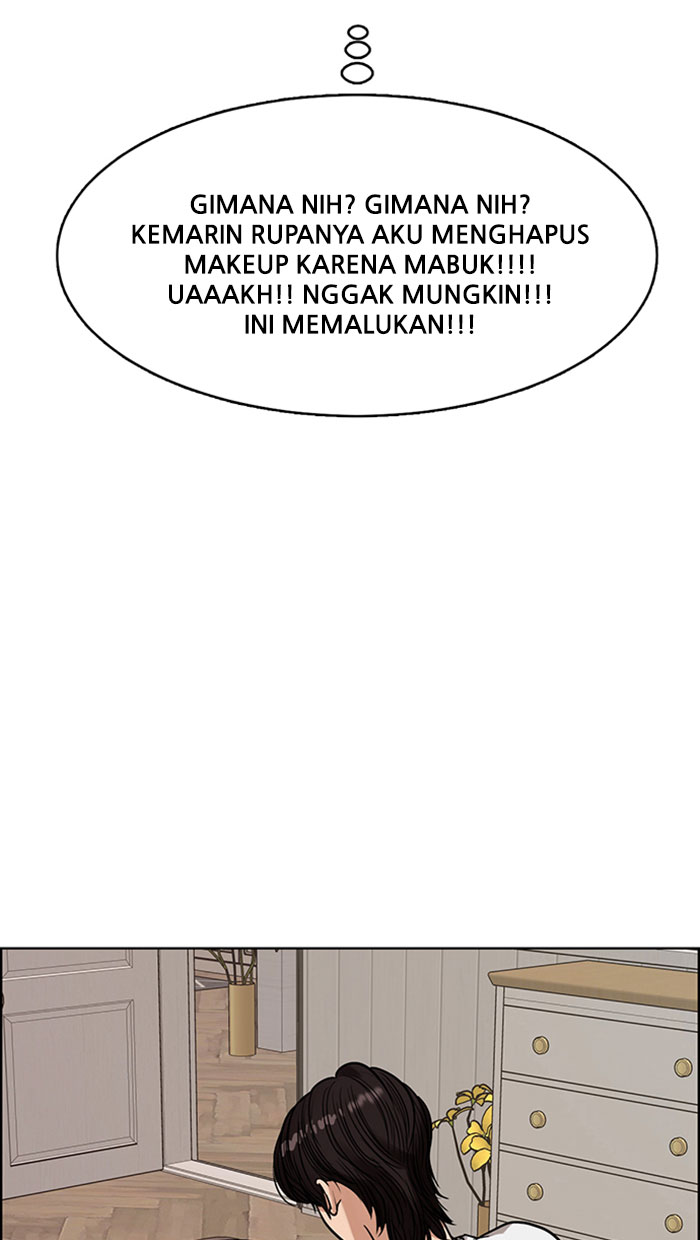 GIMANA NIH? GIMANA NIH?
KEMARIN RUPANYA AKU MENGHAPUS
MAKEUP KARENA MABUK!!!!
UAAAKH!! NGGAK MUNGKIN!!!
INI MEMALUKAN!!!